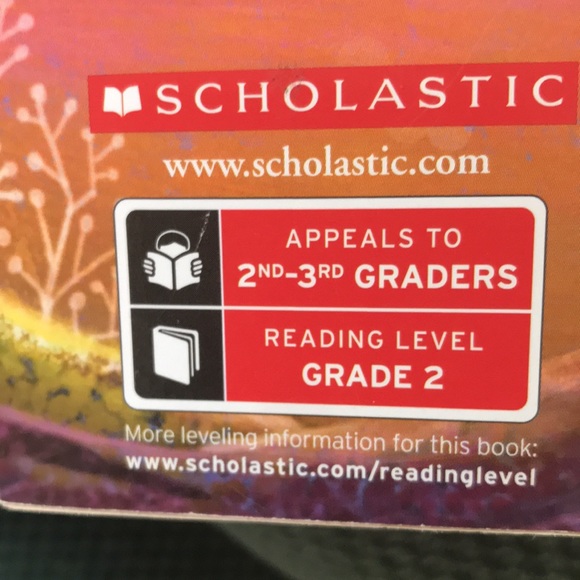 SCHOLASTIC
www.scholastic.com
APPEALS TO
2ND–3RD GRADERS
READING LEVEL
GRADE 2
More leveling information for this book:
www.scholastic.com/readinglevel